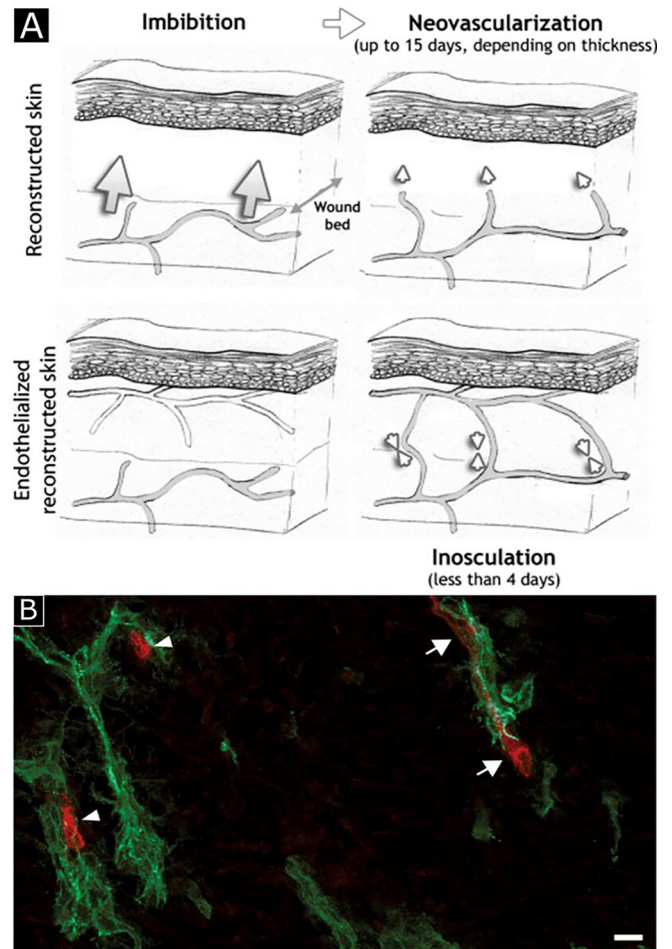 A
Imbibition
Neovascularization
(up to 15 days, depending on thickness)
Reconstructed skin
Wound
bed
Endothelialized
reconstructed skin
Inosculation
(less than 4 days)
B